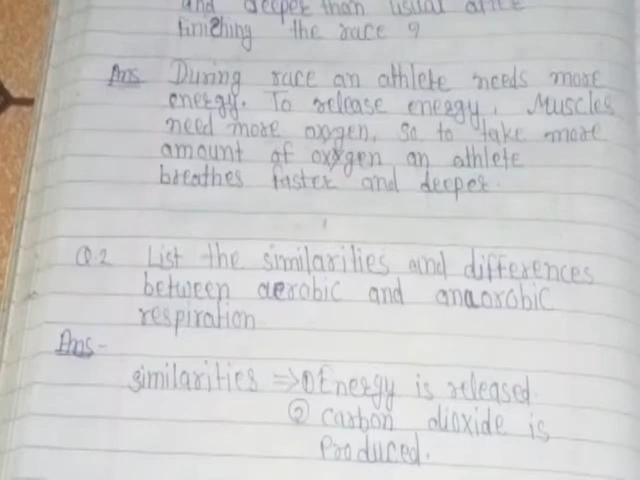 and deeper than usual after
finishing the race ?
Ans During race an athlete needs more
energy. To release energy, Muscles
need more oxygen. So to take more
amount of oxygen an athlete
breathes faster and deeper.
Q.2 List the similarities and differences
between aerobic and anaorobic
respiration
Ans-
similarities ⇒ ① Energy is released.
② carbon dioxide is
Produced.